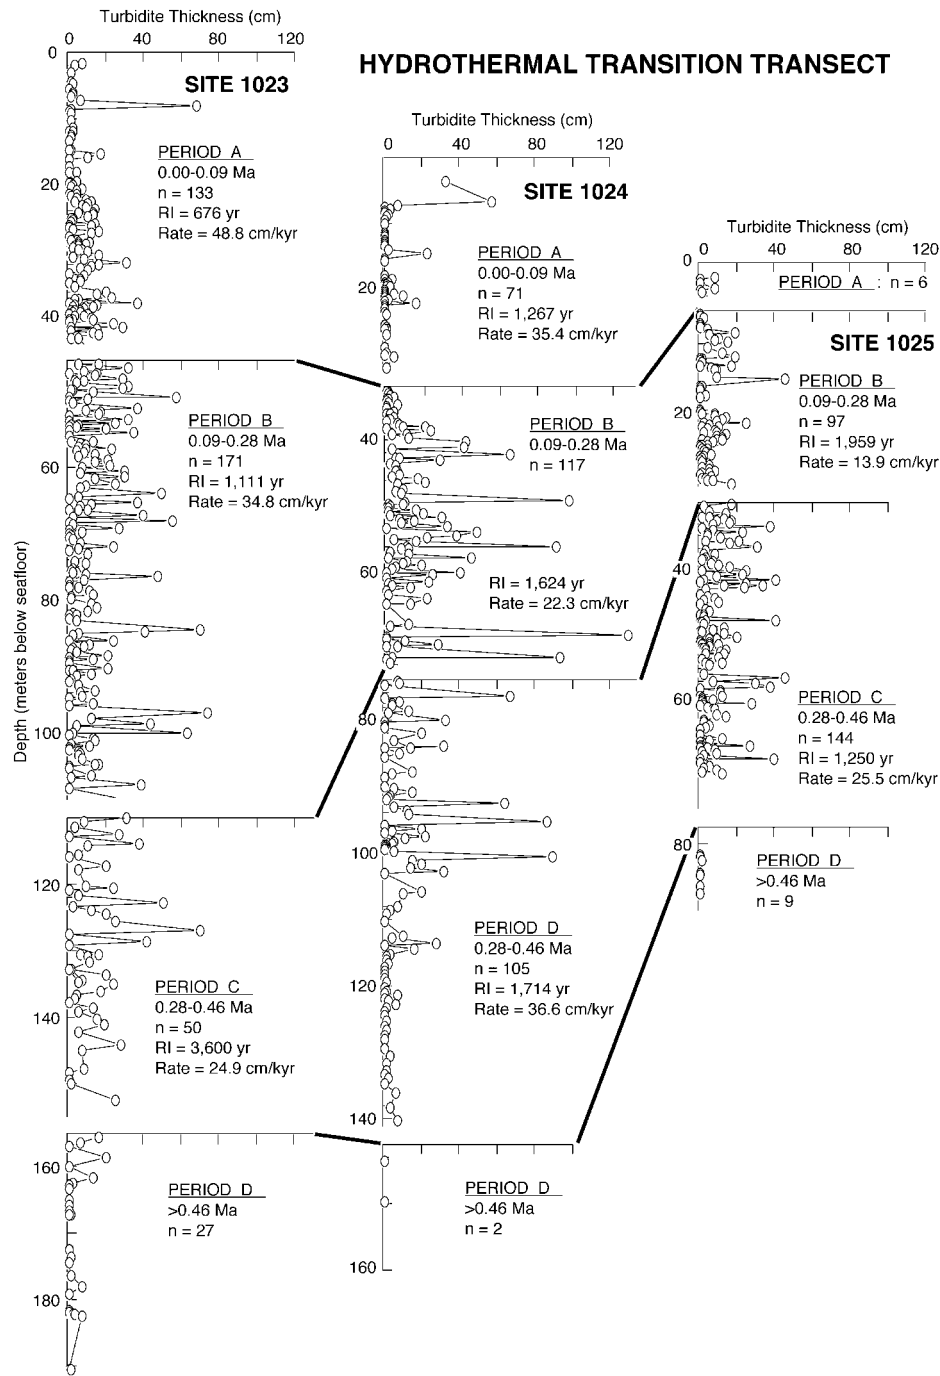 HYDROTHERMAL TRANSITION TRANSECT
Depth (meters below seafloor)
Turbidite Thickness (cm)
0 40 80 120
0
20
40
60
80
100
120
140
160
180
SITE 1023
PERIOD A
0.00-0.09 Ma
n = 133
RI = 676 yr
Rate = 48.8 cm/kyr
PERIOD B
0.09-0.28 Ma
n = 171
RI = 1,111 yr
Rate = 34.8 cm/kyr
PERIOD C
0.28-0.46 Ma
n = 50
RI = 3,600 yr
Rate = 24.9 cm/kyr
PERIOD D
>0.46 Ma
n = 27
Turbidite Thickness (cm)
0 40 80 120
20
40
60
80
100
120
140
160
SITE 1024
PERIOD A
0.00-0.09 Ma
n = 71
RI = 1,267 yr
Rate = 35.4 cm/kyr
PERIOD B
0.09-0.28 Ma
n = 117
RI = 1,624 yr
Rate = 22.3 cm/kyr
PERIOD D
0.28-0.46 Ma
n = 105
RI = 1,714 yr
Rate = 36.6 cm/kyr
PERIOD D
>0.46 Ma
n = 2
Turbidite Thickness (cm)
0 40 80 120
0
20
40
60
80
PERIOD A : n = 6
SITE 1025
PERIOD B
0.09-0.28 Ma
n = 97
RI = 1,959 yr
Rate = 13.9 cm/kyr
PERIOD C
0.28-0.46 Ma
n = 144
RI = 1,250 yr
Rate = 25.5 cm/kyr
PERIOD D
>0.46 Ma
n = 9